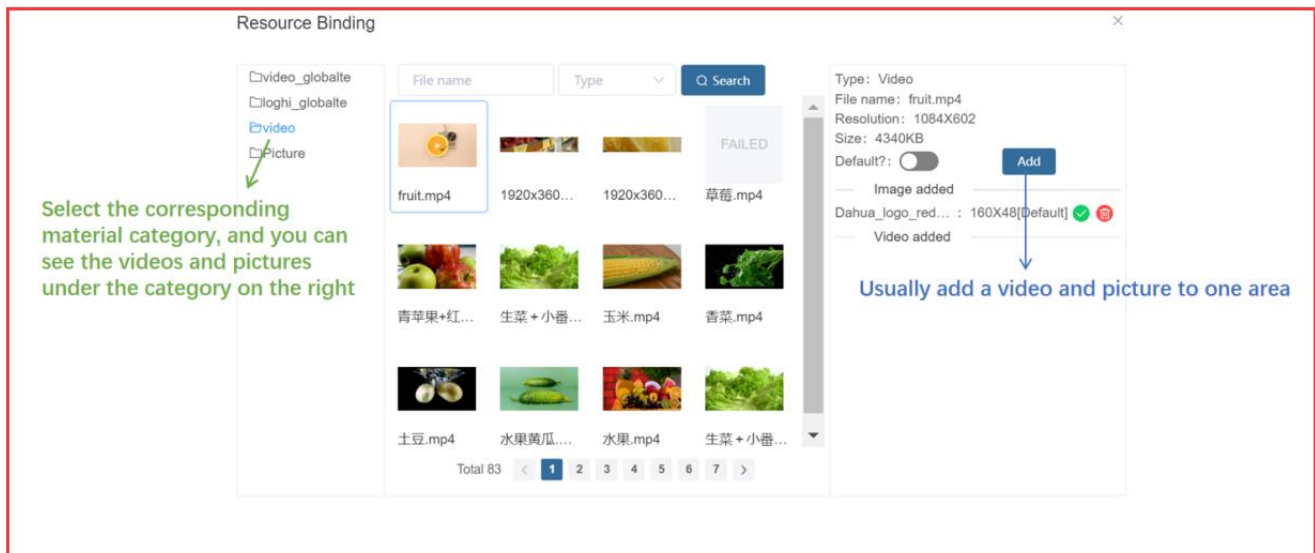 Resource Binding
video_globalte
loghi_globalte
video
Picture
Select the corresponding
material category, and you can
see the videos and pictures
under the category on the right
File name
Type
Search
FAILED
fruit.mp4
1920x360...
1920x360...
草莓.mp4
青苹果+红...
生菜+小番...
玉米.mp4
香菜.mp4
土豆.mp4
水果黄瓜....
水果.mp4
生菜+小番...
Total 83 < 1 2 3 4 5 6 7 >
Type: Video
File name: fruit.mp4
Resolution: 1084X602
Size: 4340KB
Default?:
Add
Image added
Dahua_logo_red... : 160X48[Default]
Video added
Usually add a video and picture to one area